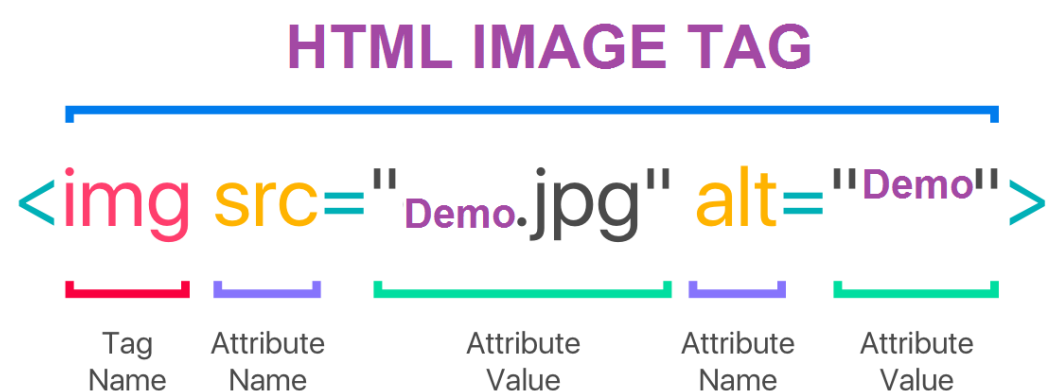 HTML IMAGE TAG
<img src="Demo.jpg" alt="Demo">
Tag Attribute Attribute Attribute Attribute
Name Name Value Name Value